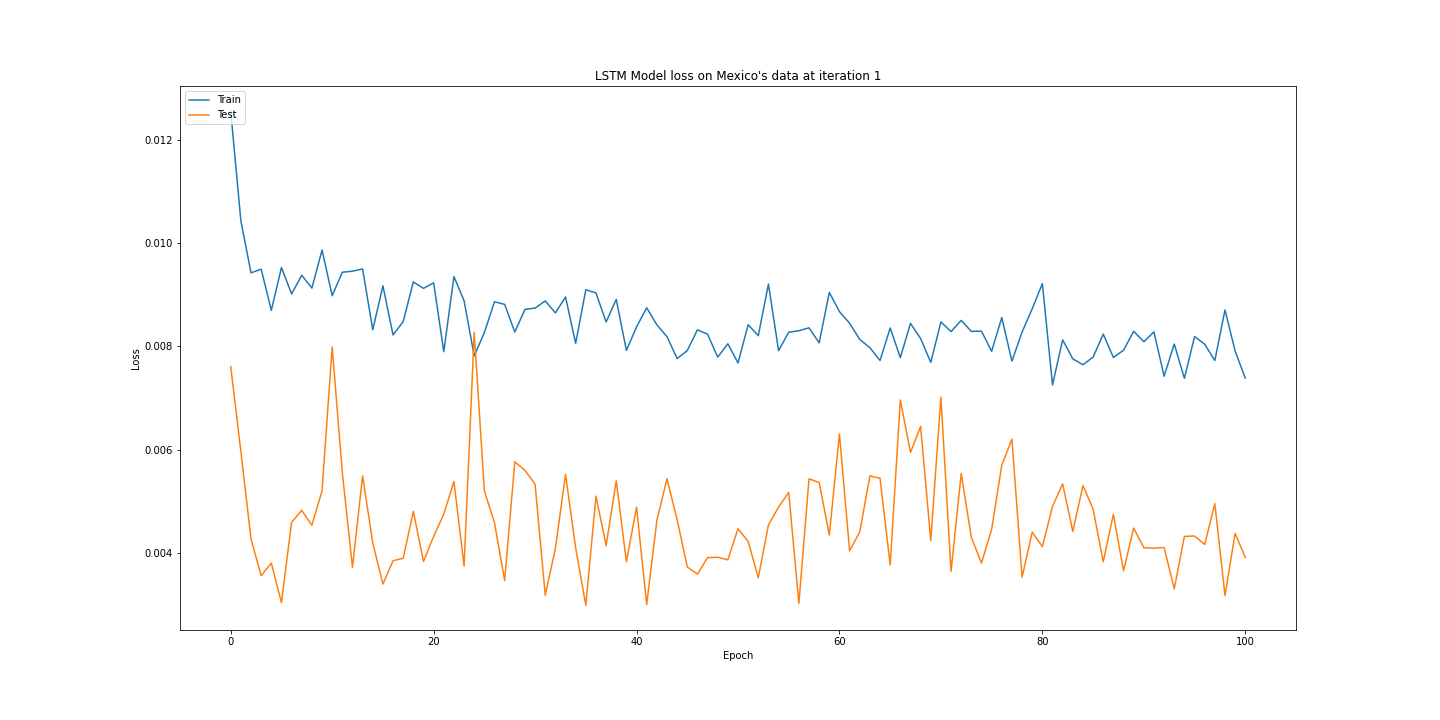 LSTM Model loss on Mexico's data at iteration 1
Train
Test
0.012
0.010
0.008
0.006
0.004
Loss
0 20 40 60 80 100
Epoch